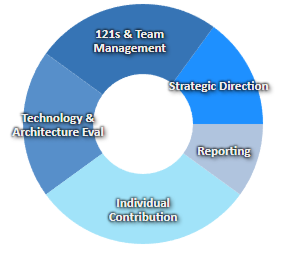 121s & Team
Management
Strategic Direction
Technology &
Architecture Eval
Reporting
Individual
Contribution